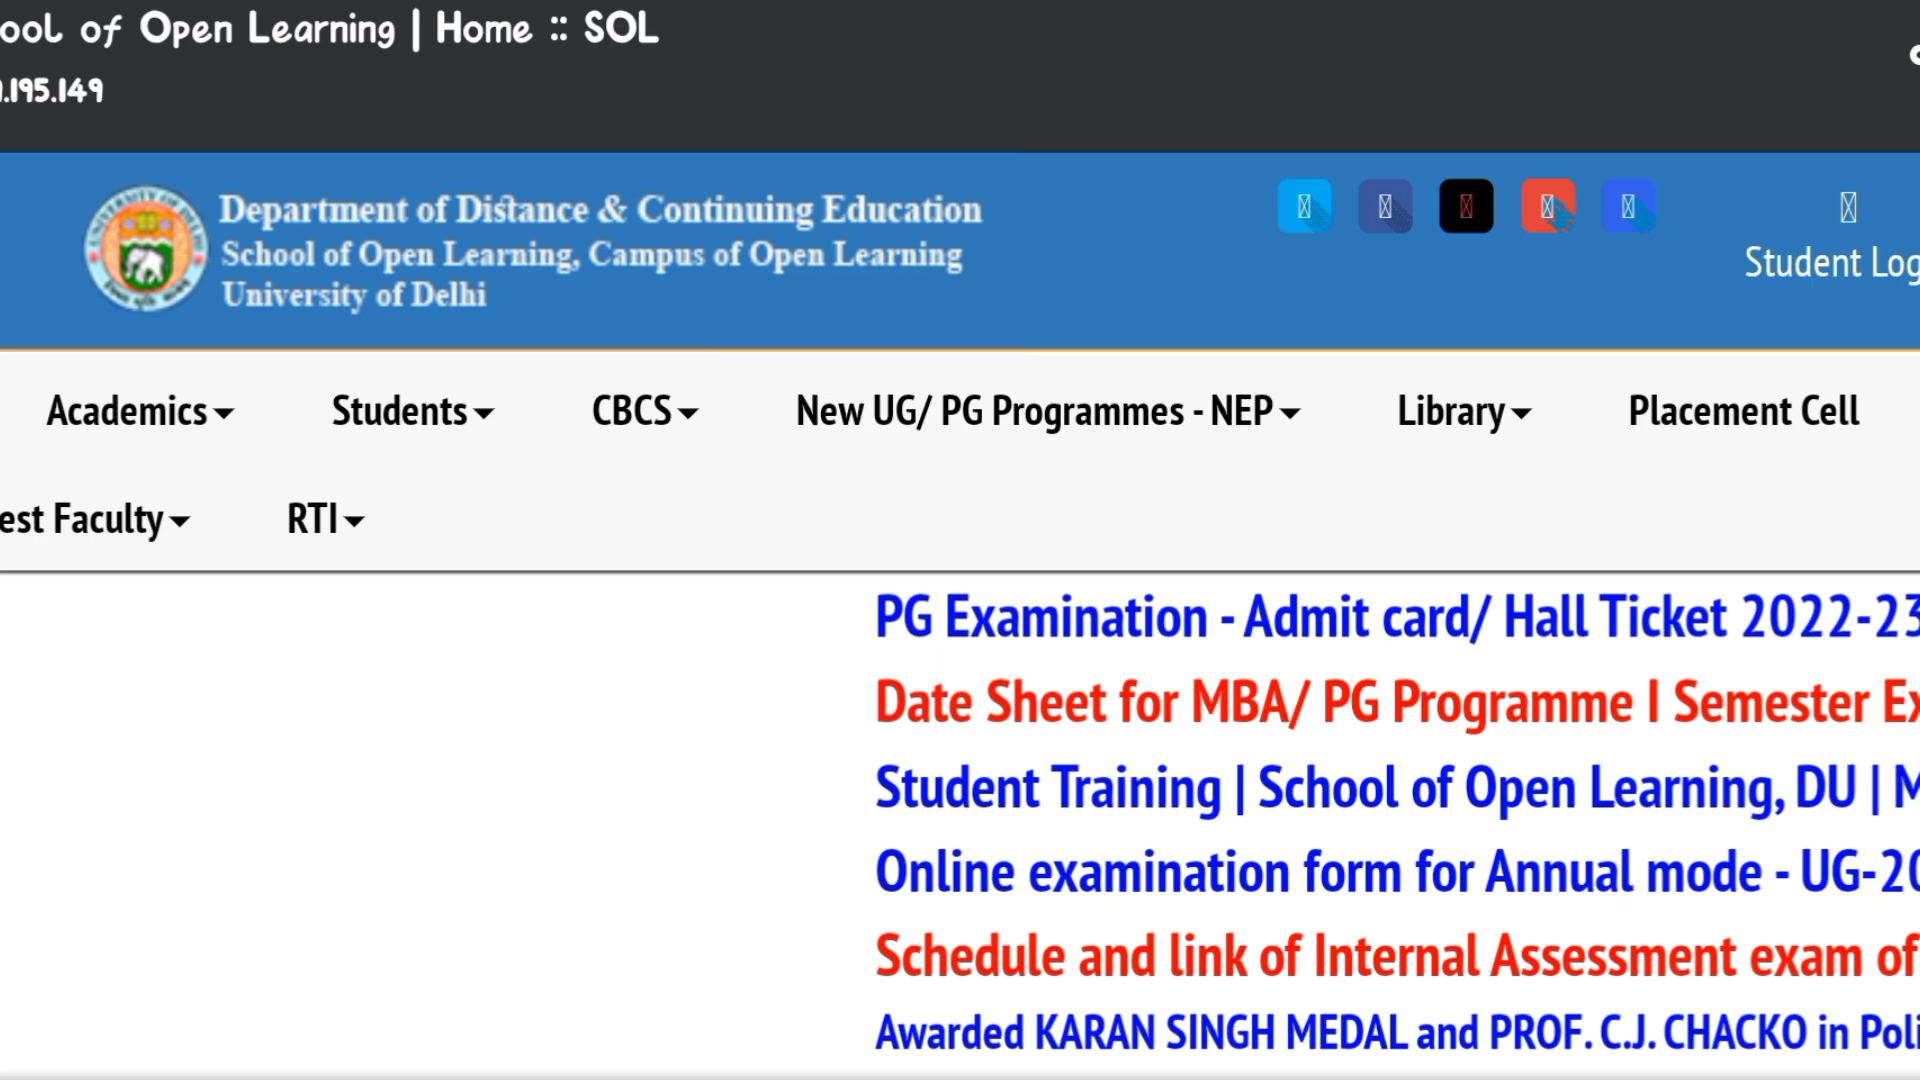 ool of Open Learning | Home :: SOL
.195.149
Department of Distance & Continuing Education
School of Open Learning, Campus of Open Learning
University of Delhi
Student Log
Academics
Students
CBCS
New UG/ PG Programmes - NEP
Library
Placement Cell
est Faculty
RTI
PG Examination - Admit card/ Hall Ticket 2022-23
Date Sheet for MBA/ PG Programme I Semester Ex
Student Training | School of Open Learning, DU | M
Online examination form for Annual mode - UG-20
Schedule and link of Internal Assessment exam of
Awarded KARAN SINGH MEDAL and PROF. C.J. CHACKO in Poli